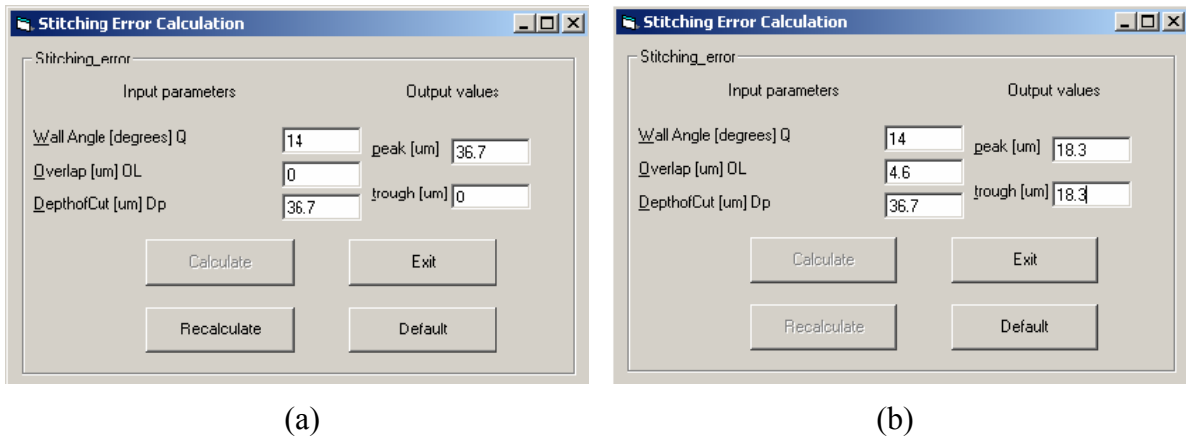 Stitching Error Calculation
Stitching_error
Input parameters Output values
Wall Angle [degrees] Q 14
peak [um] 36.7
Overlap [um] OL 0
trough [um] 0
DepthofCut [um] Dp 36.7
Calculate Exit
Recalculate Default
(a)
Stitching Error Calculation
Stitching_error
Input parameters Output values
Wall Angle [degrees] Q 14
peak [um] 18.3
Overlap [um] OL 4.6
trough [um] 18.3
DepthofCut [um] Dp 36.7
Calculate Exit
Recalculate Default
(b)